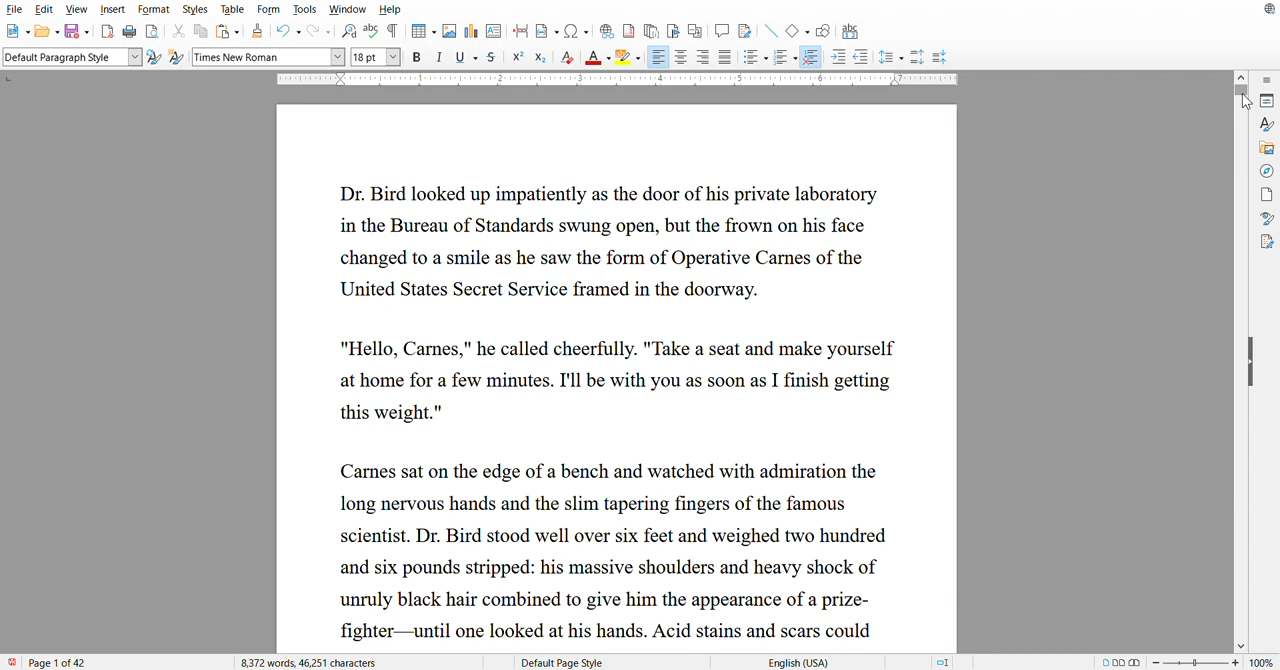 File Edit View Insert Format Styles Table Form Tools Window Help
Default Paragraph Style Times New Roman 18 pt
1 2 3 4 5 6 7
Dr. Bird looked up impatiently as the door of his private laboratory
in the Bureau of Standards swung open, but the frown on his face
changed to a smile as he saw the form of Operative Carnes of the
United States Secret Service framed in the doorway.
"Hello, Carnes," he called cheerfully. "Take a seat and make yourself
at home for a few minutes. I'll be with you as soon as I finish getting
this weight."
Carnes sat on the edge of a bench and watched with admiration the
long nervous hands and the slim tapering fingers of the famous
scientist. Dr. Bird stood well over six feet and weighed two hundred
and six pounds stripped: his massive shoulders and heavy shock of
unruly black hair combined to give him the appearance of a prize-
fighter—until one looked at his hands. Acid stains and scars could
Page 1 of 42 8,372 words, 46,251 characters Default Page Style English (USA) 100%